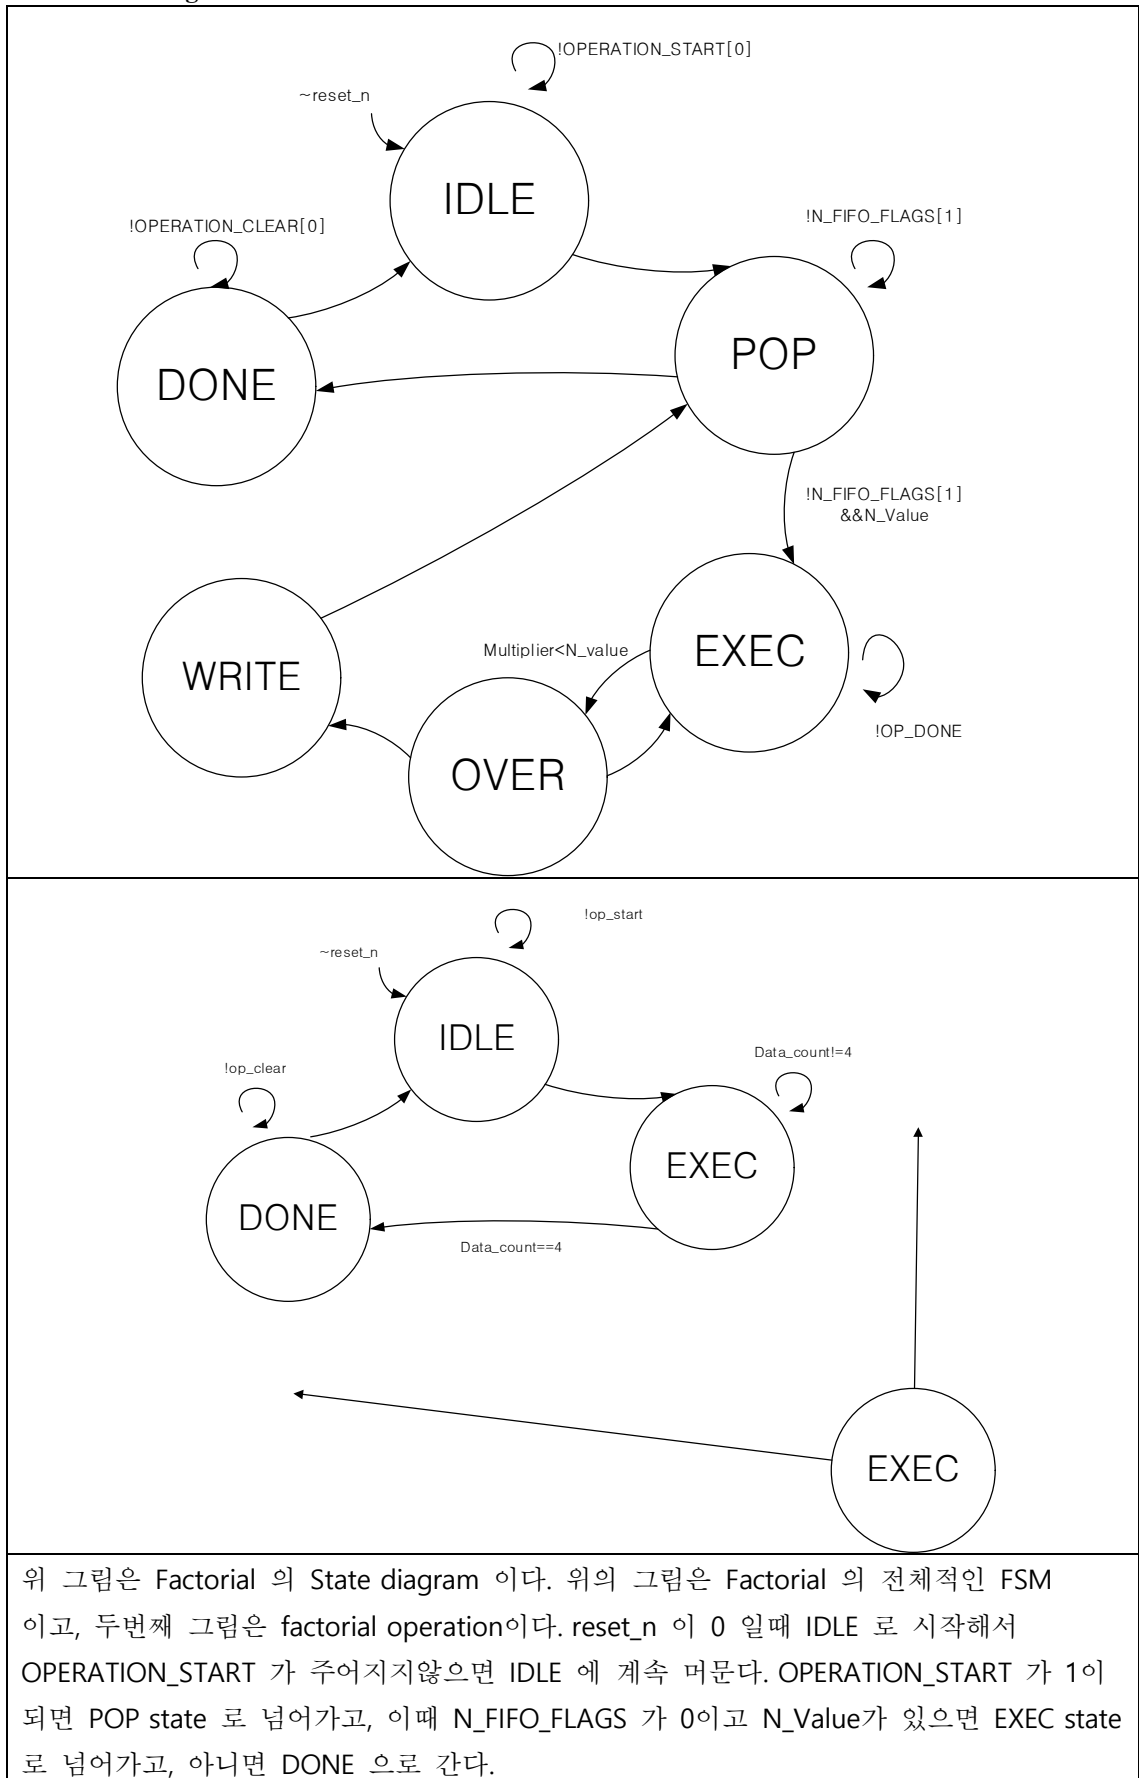 !OPERATION_START[0]
~reset_n
IDLE
!OPERATION_CLEAR[0]
!N_FIFO_FLAGS[1]
DONE
POP
!N_FIFO_FLAGS[1]
&&N_Value
Multiplier<N_value
EXEC
WRITE
!OP_DONE
OVER
!op_start
~reset_n
IDLE
Data_count!=4
!op_clear
EXEC
DONE
Data_count==4
EXEC
위 그림은 Factorial 의 State diagram 이다. 위의 그림은 Factorial 의 전체적인 FSM
이고, 두번째 그림은 factorial operation이다. reset_n 이 0 일때 IDLE 로 시작해서
OPERATION_START 가 주어지지않으면 IDLE 에 계속 머문다. OPERATION_START 가 1이
되면 POP state 로 넘어가고, 이때 N_FIFO_FLAGS 가 0이고 N_Value가 있으면 EXEC state
로 넘어가고, 아니면 DONE 으로 간다.